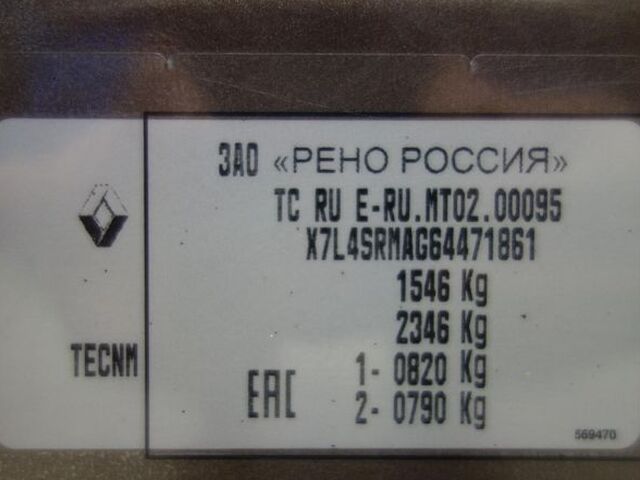 ЗАО «РЕНО РОССИЯ»
TC RU E-RU.MT02.00095
X7L4SRMAG64471861
1546 Kg
2346 Kg
1- 0820 Kg
2- 0790 Kg
TECNM
EAC
569470